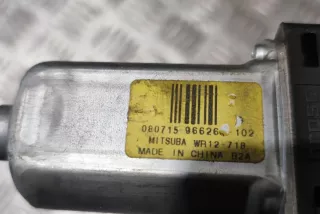 080715 96626 102
MITSUBA WR12-718
MADE IN CHINA B2A